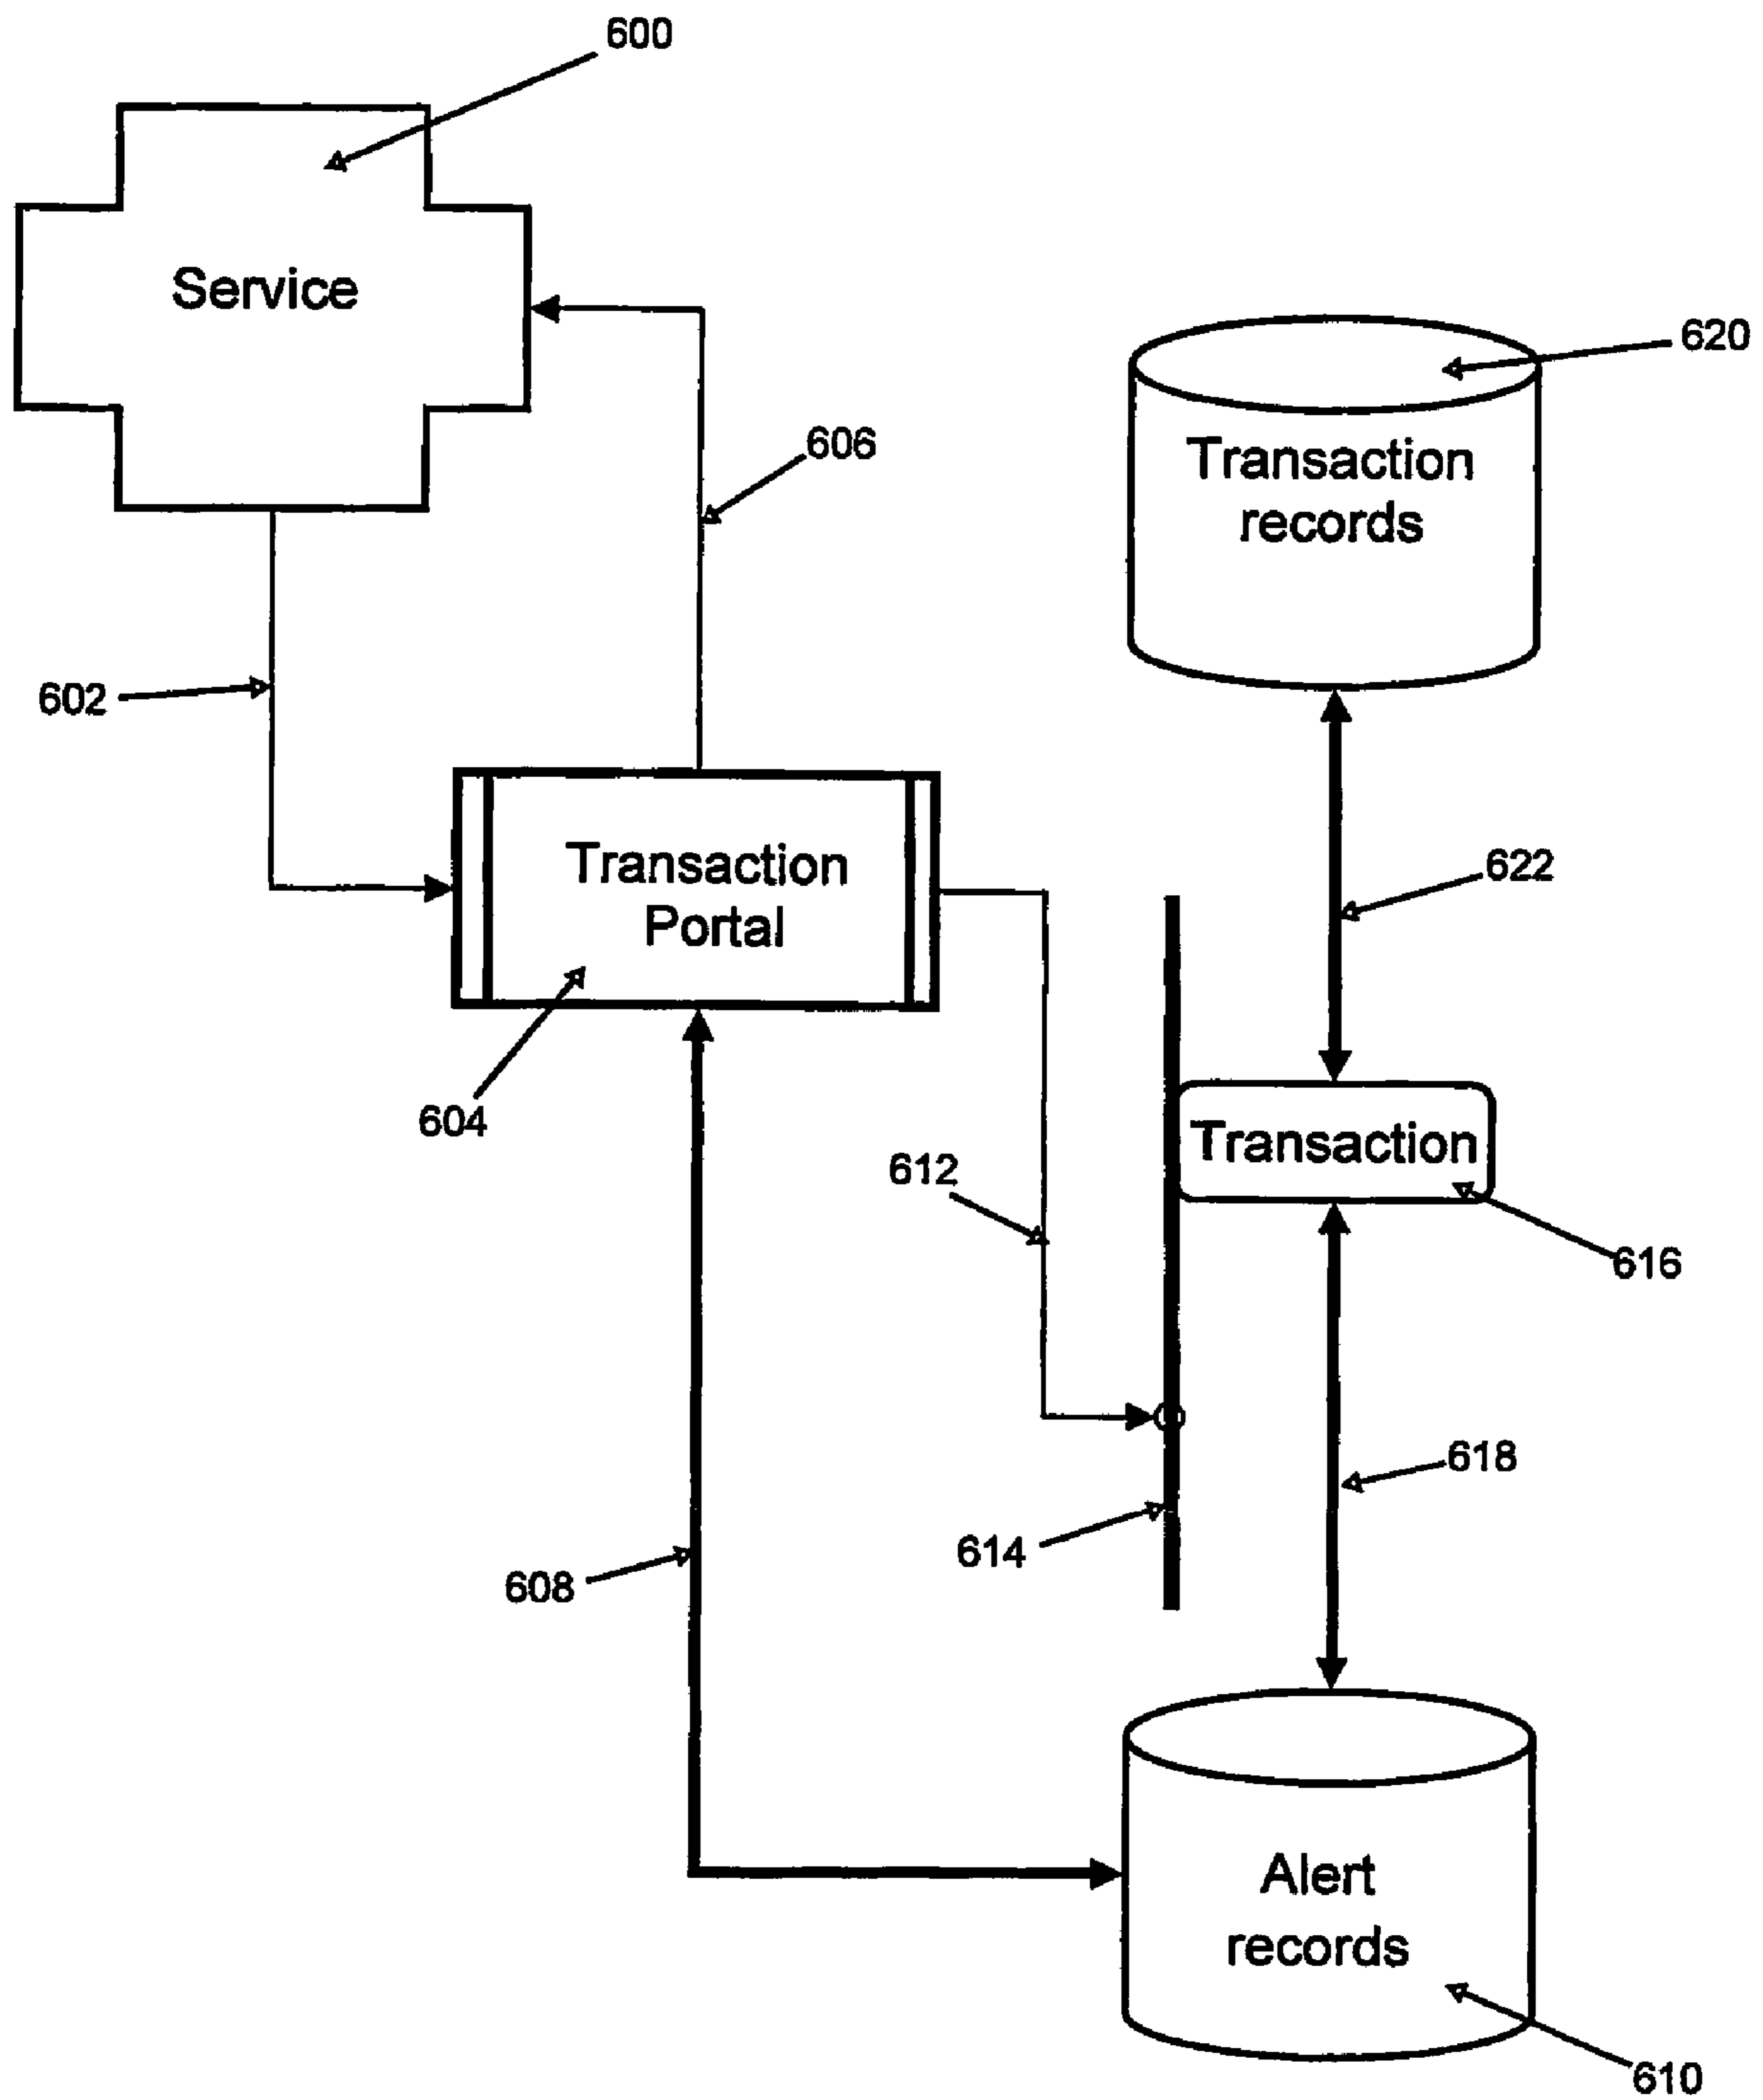 600
Service
620
Transaction
records
606
602
622
Transaction
Portal
604
Transaction
612
616
618
614
608
Alert
records
610